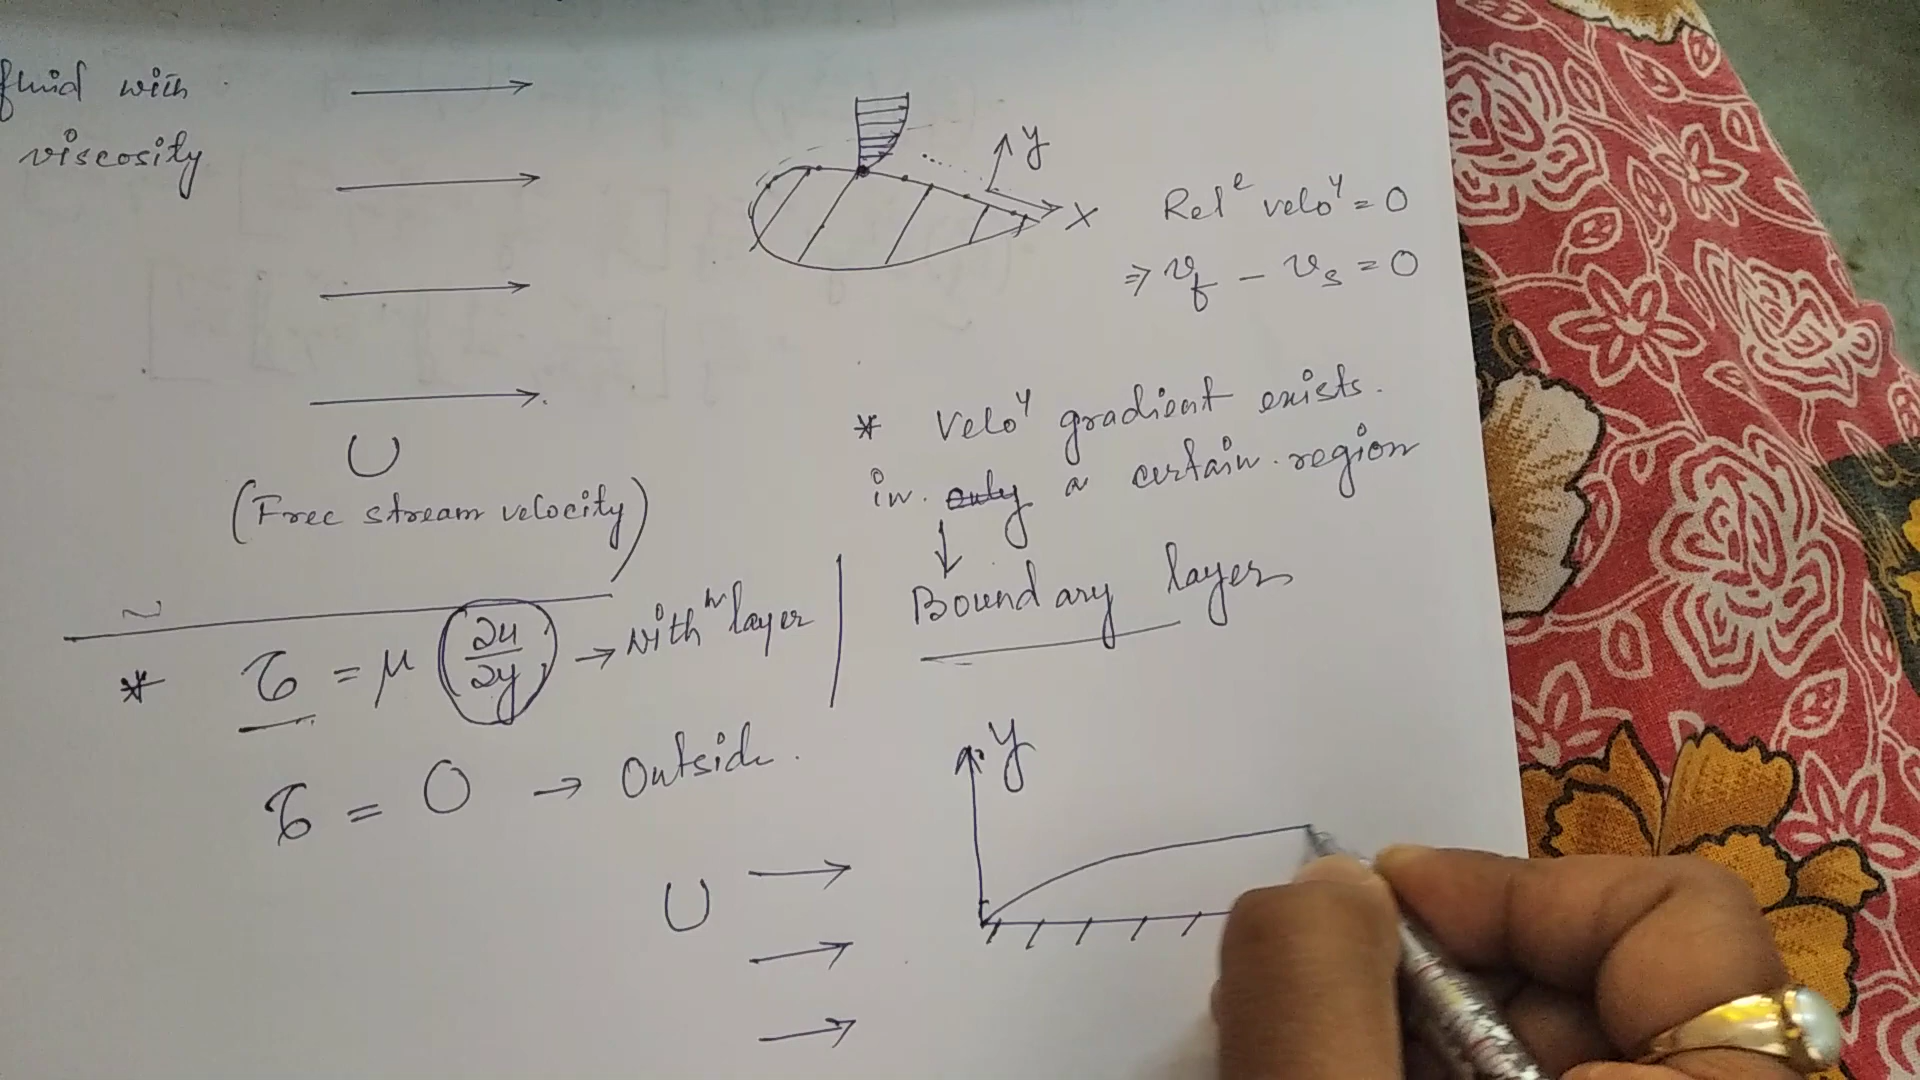 fluid with
viscosity
y
x
Relᵉ veloʸ = 0
⇒ v_f − v_s = 0
U
(Free stream velocity)
* Veloʸ gradient exists.
in only a certain region
↓
Boundary layer
* τ = μ (∂u/∂y) → withⁿ layer
τ = 0 → Outside.
y
U